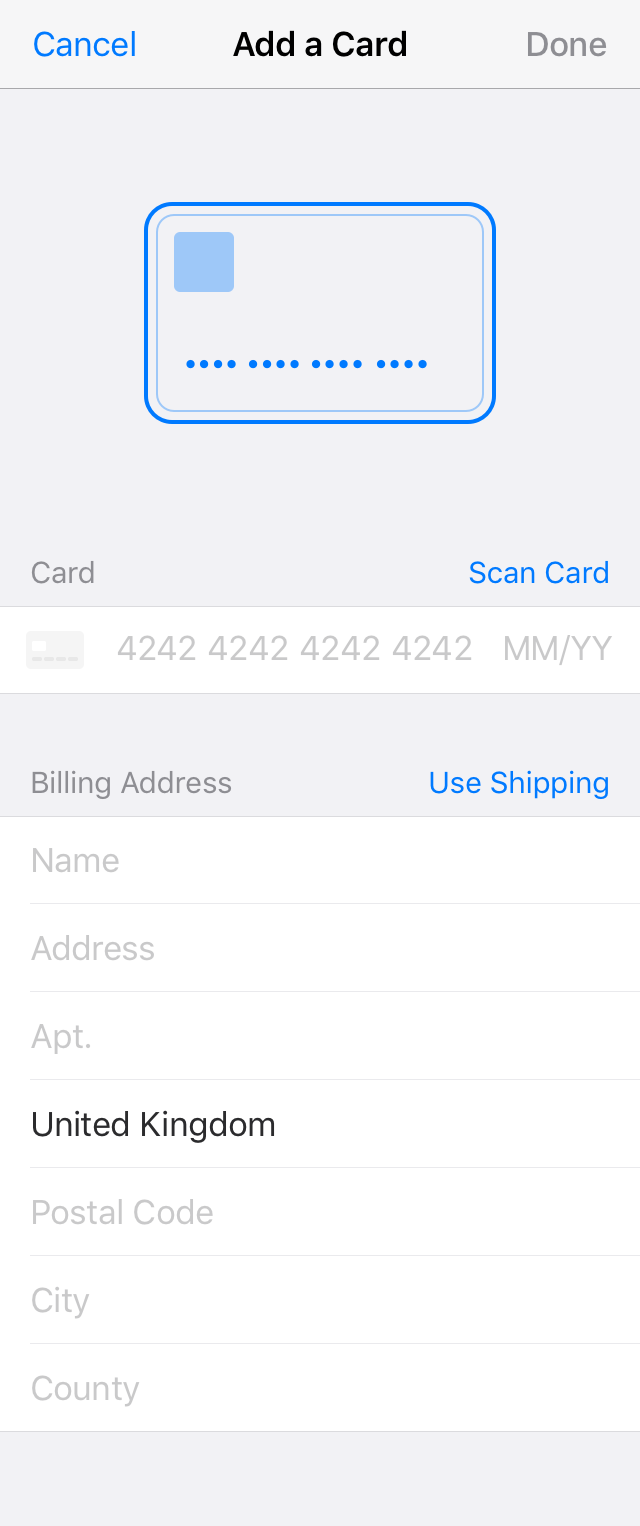 Cancel Add a Card Done
Card Scan Card
4242 4242 4242 4242 MM/YY
Billing Address Use Shipping
Name
Address
Apt.
United Kingdom
Postal Code
City
County